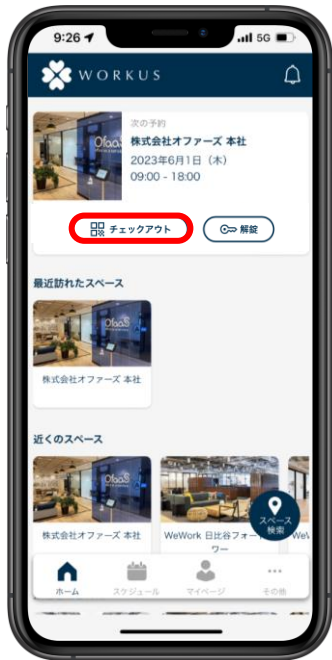 9:26
5G
WORKUS
次の予約
株式会社オファーズ 本社
2023年6月1日（木）
09:00 - 18:00
チェックアウト
解錠
最近訪れたスペース
OfaaS
株式会社オファーズ 本社
近くのスペース
OfaaS
株式会社オファーズ 本社
WeWork 日比谷フォー
ワー
WeW
スペース
検索
ホーム
スケジュール
マイページ
その他